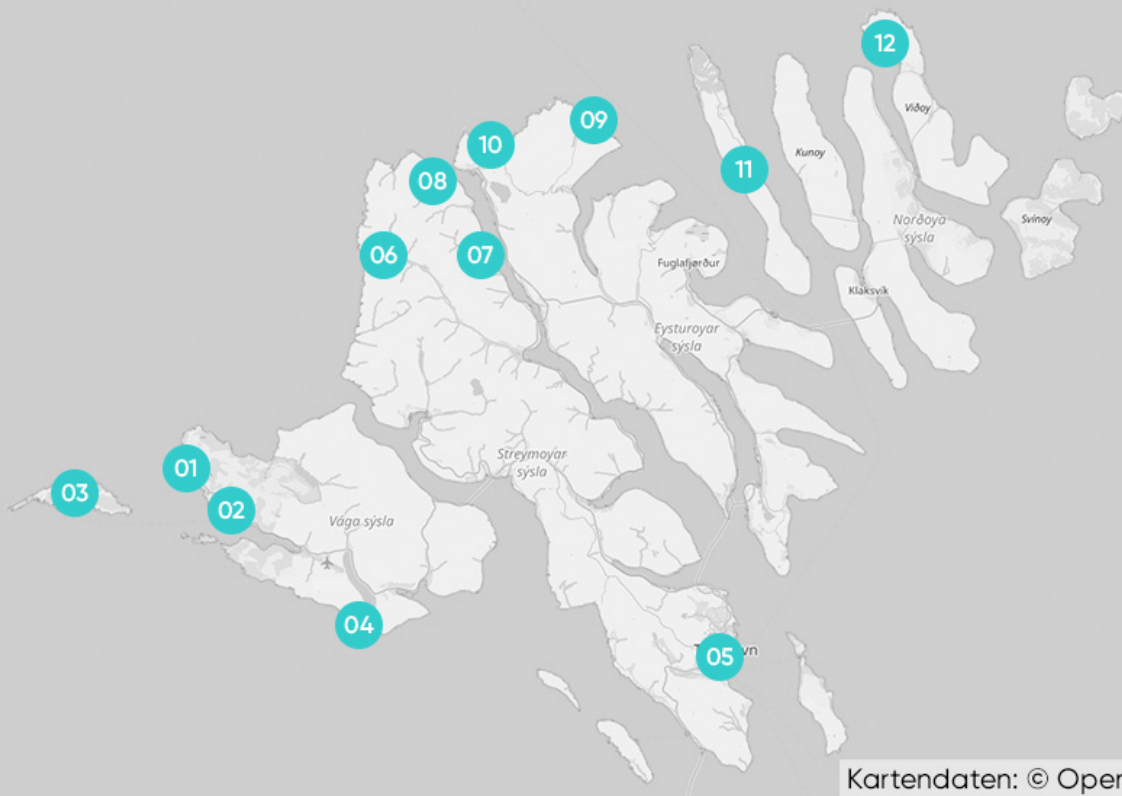 12
Viðoy
09
10
Kunoy
11
08
Svínoy
Norðoya
sýsla
06
07
Fuglafjørður
Klaksvík
Eysturoyar
sýsla
Streymoyar
sýsla
01
03
02
Vága sýsla
04
05
vn
Kartendaten: © Oper